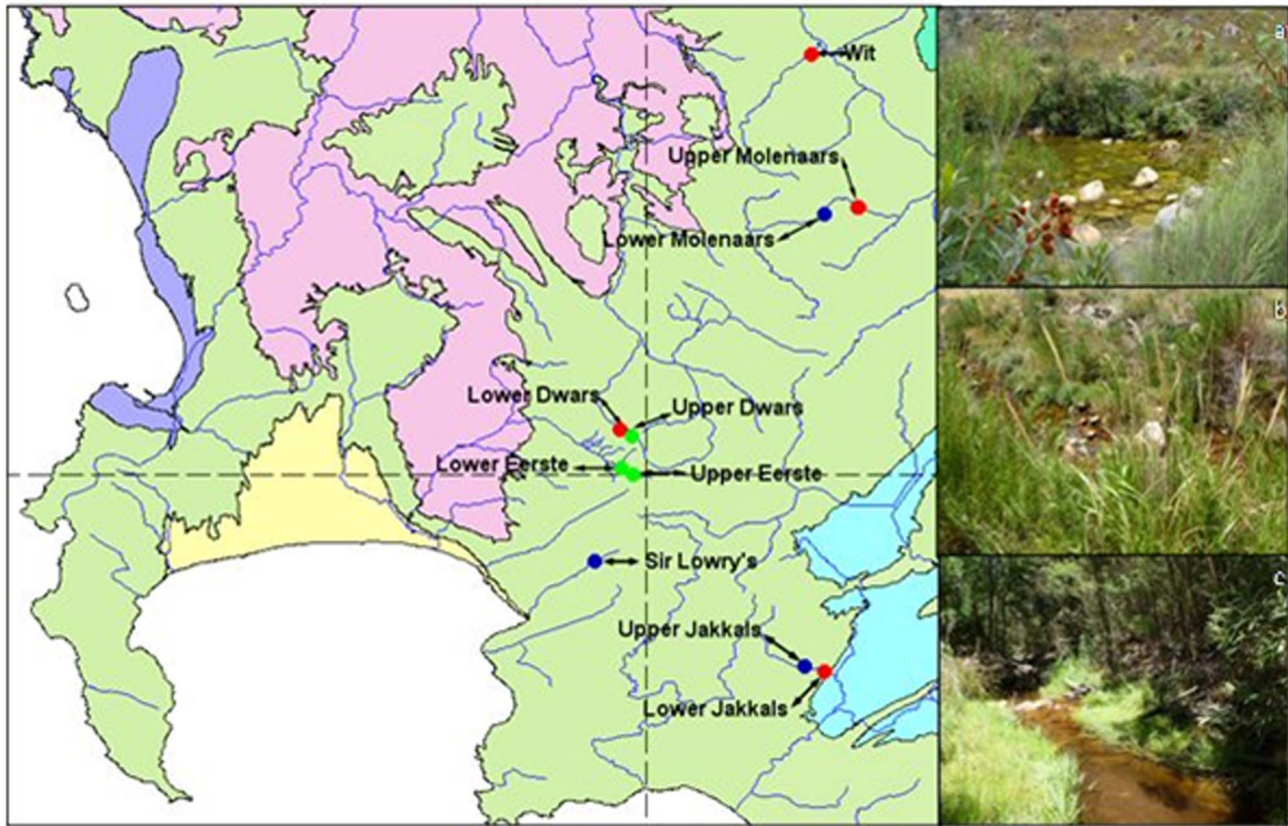 Wit
a
Upper Molenaars
Lower Molenaars
b
Lower Dwars
Upper Dwars
Lower Eerste
Upper Eerste
Sir Lowry's
c
Upper Jakkals
Lower Jakkals